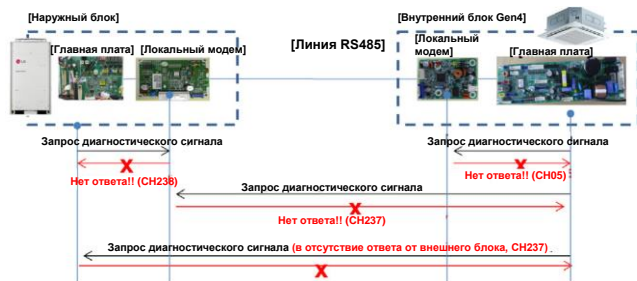 [Наружный блок]
[Внутренний блок Gen4]
[Главная плата]
[Локальный модем]
[Линия RS485]
[Локальный
модем]
[Главная плата]
LG
Запрос диагностического сигнала
Запрос диагностического сигнала
X
X
Нет ответа!! (CH238)
Нет ответа!! (CH05)
Запрос диагностического сигнала
X
Нет ответа!! (CH237)
Запрос диагностического сигнала (в отсутствие ответа от внешнего блока, CH237)
X